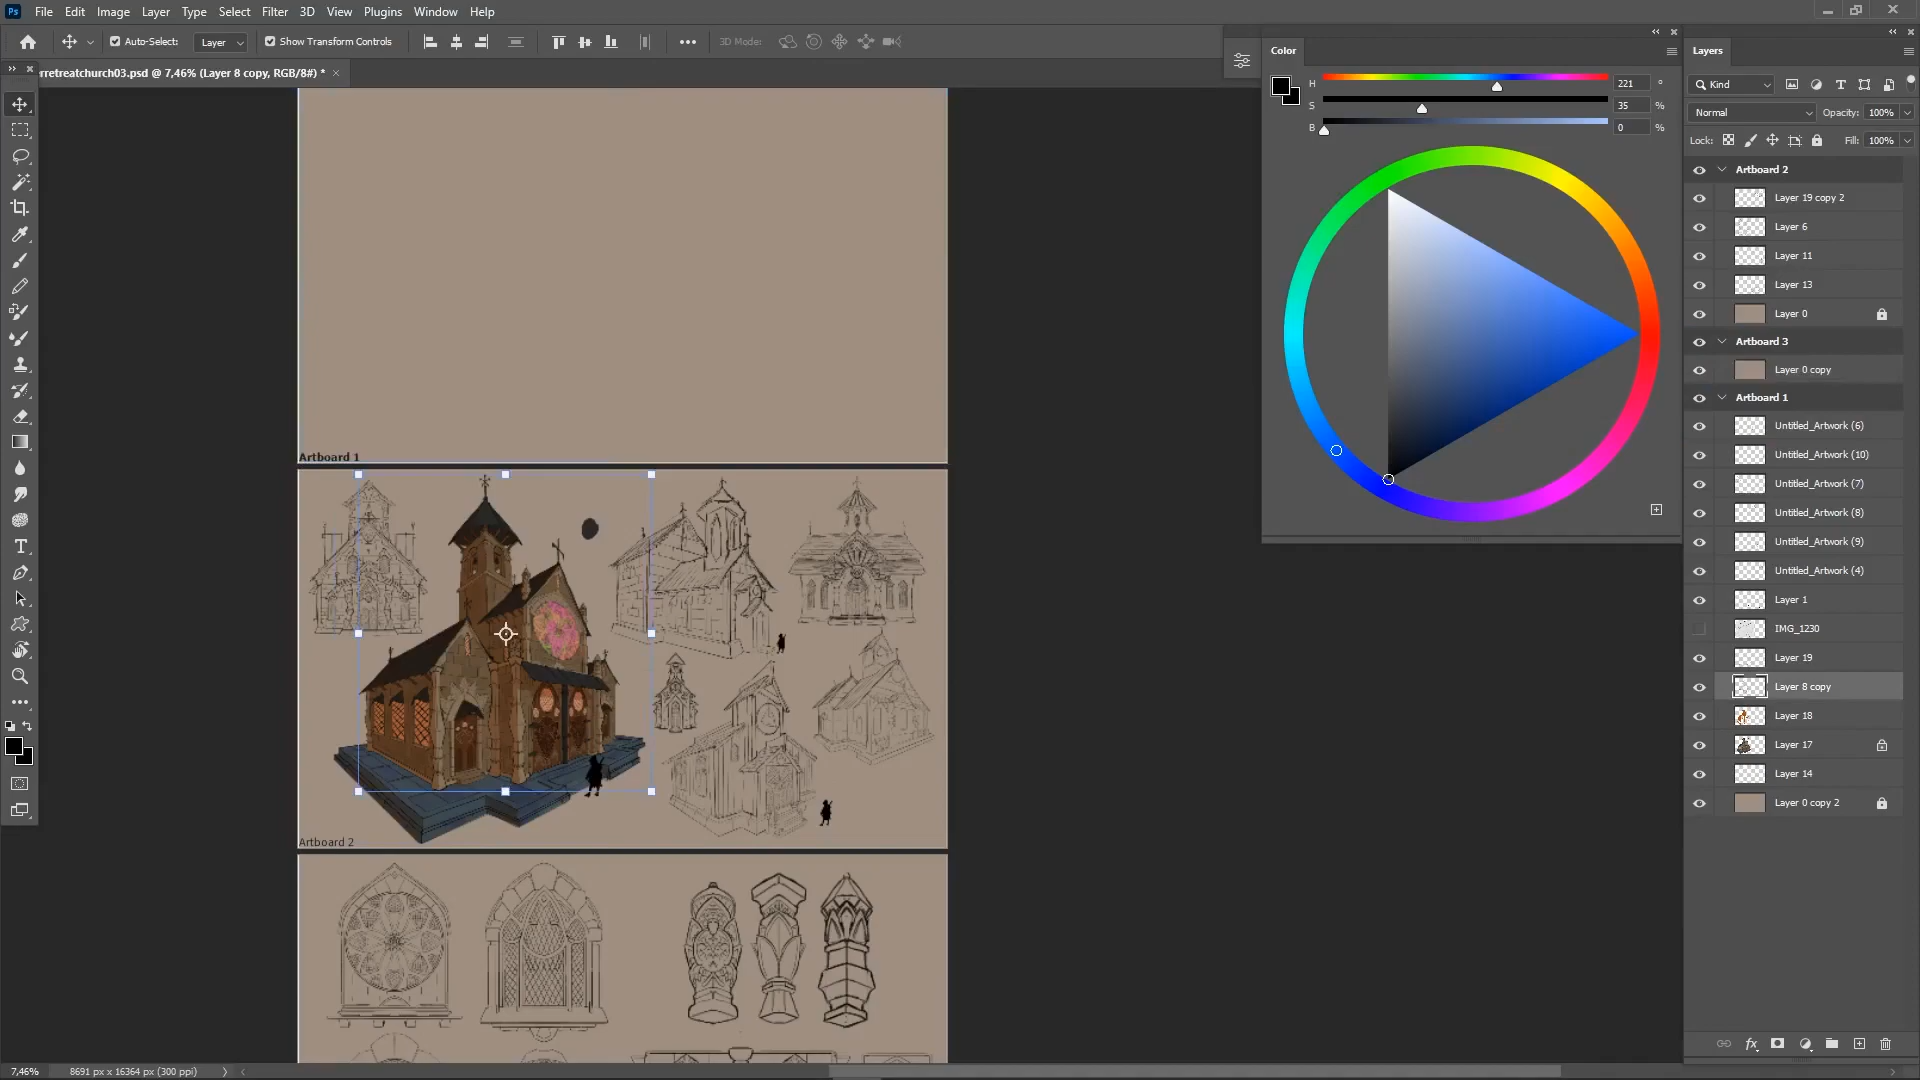 Ps File Edit Image Layer Type Select Filter 3D View Plugins Window Help
Auto-Select: Layer Show Transform Controls 3D Mode:
rretreatchurch03.psd @ 7,46% (Layer 8 copy, RGB/8#) *
Color
H 221 °
S 35 %
B 0 %
Layers
Kind
Normal Opacity: 100%
Lock: Fill: 100%
Artboard 2
Layer 19 copy 2
Layer 6
Layer 11
Layer 13
Layer 0
Artboard 3
Layer 0 copy
Artboard 1
Untitled_Artwork (6)
Untitled_Artwork (10)
Untitled_Artwork (7)
Untitled_Artwork (8)
Untitled_Artwork (9)
Untitled_Artwork (4)
Layer 1
IMG_1230
Layer 19
Layer 8 copy
Layer 18
Layer 17
Layer 14
Layer 0 copy 2
Artboard 1
Artboard 2
7,46% 8691 px x 16364 px (300 ppi)